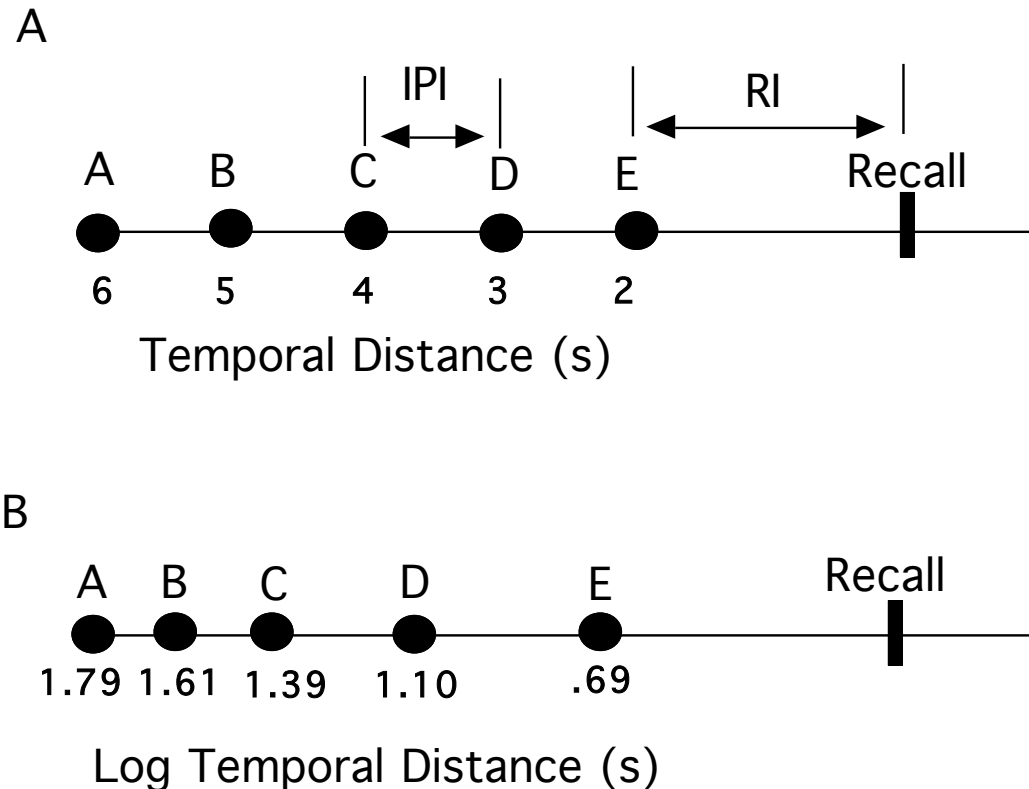 A
IPI RI
A B C D E Recall
6 5 4 3 2
Temporal Distance (s)
B
A B C D E Recall
1.79 1.61 1.39 1.10 .69
Log Temporal Distance (s)